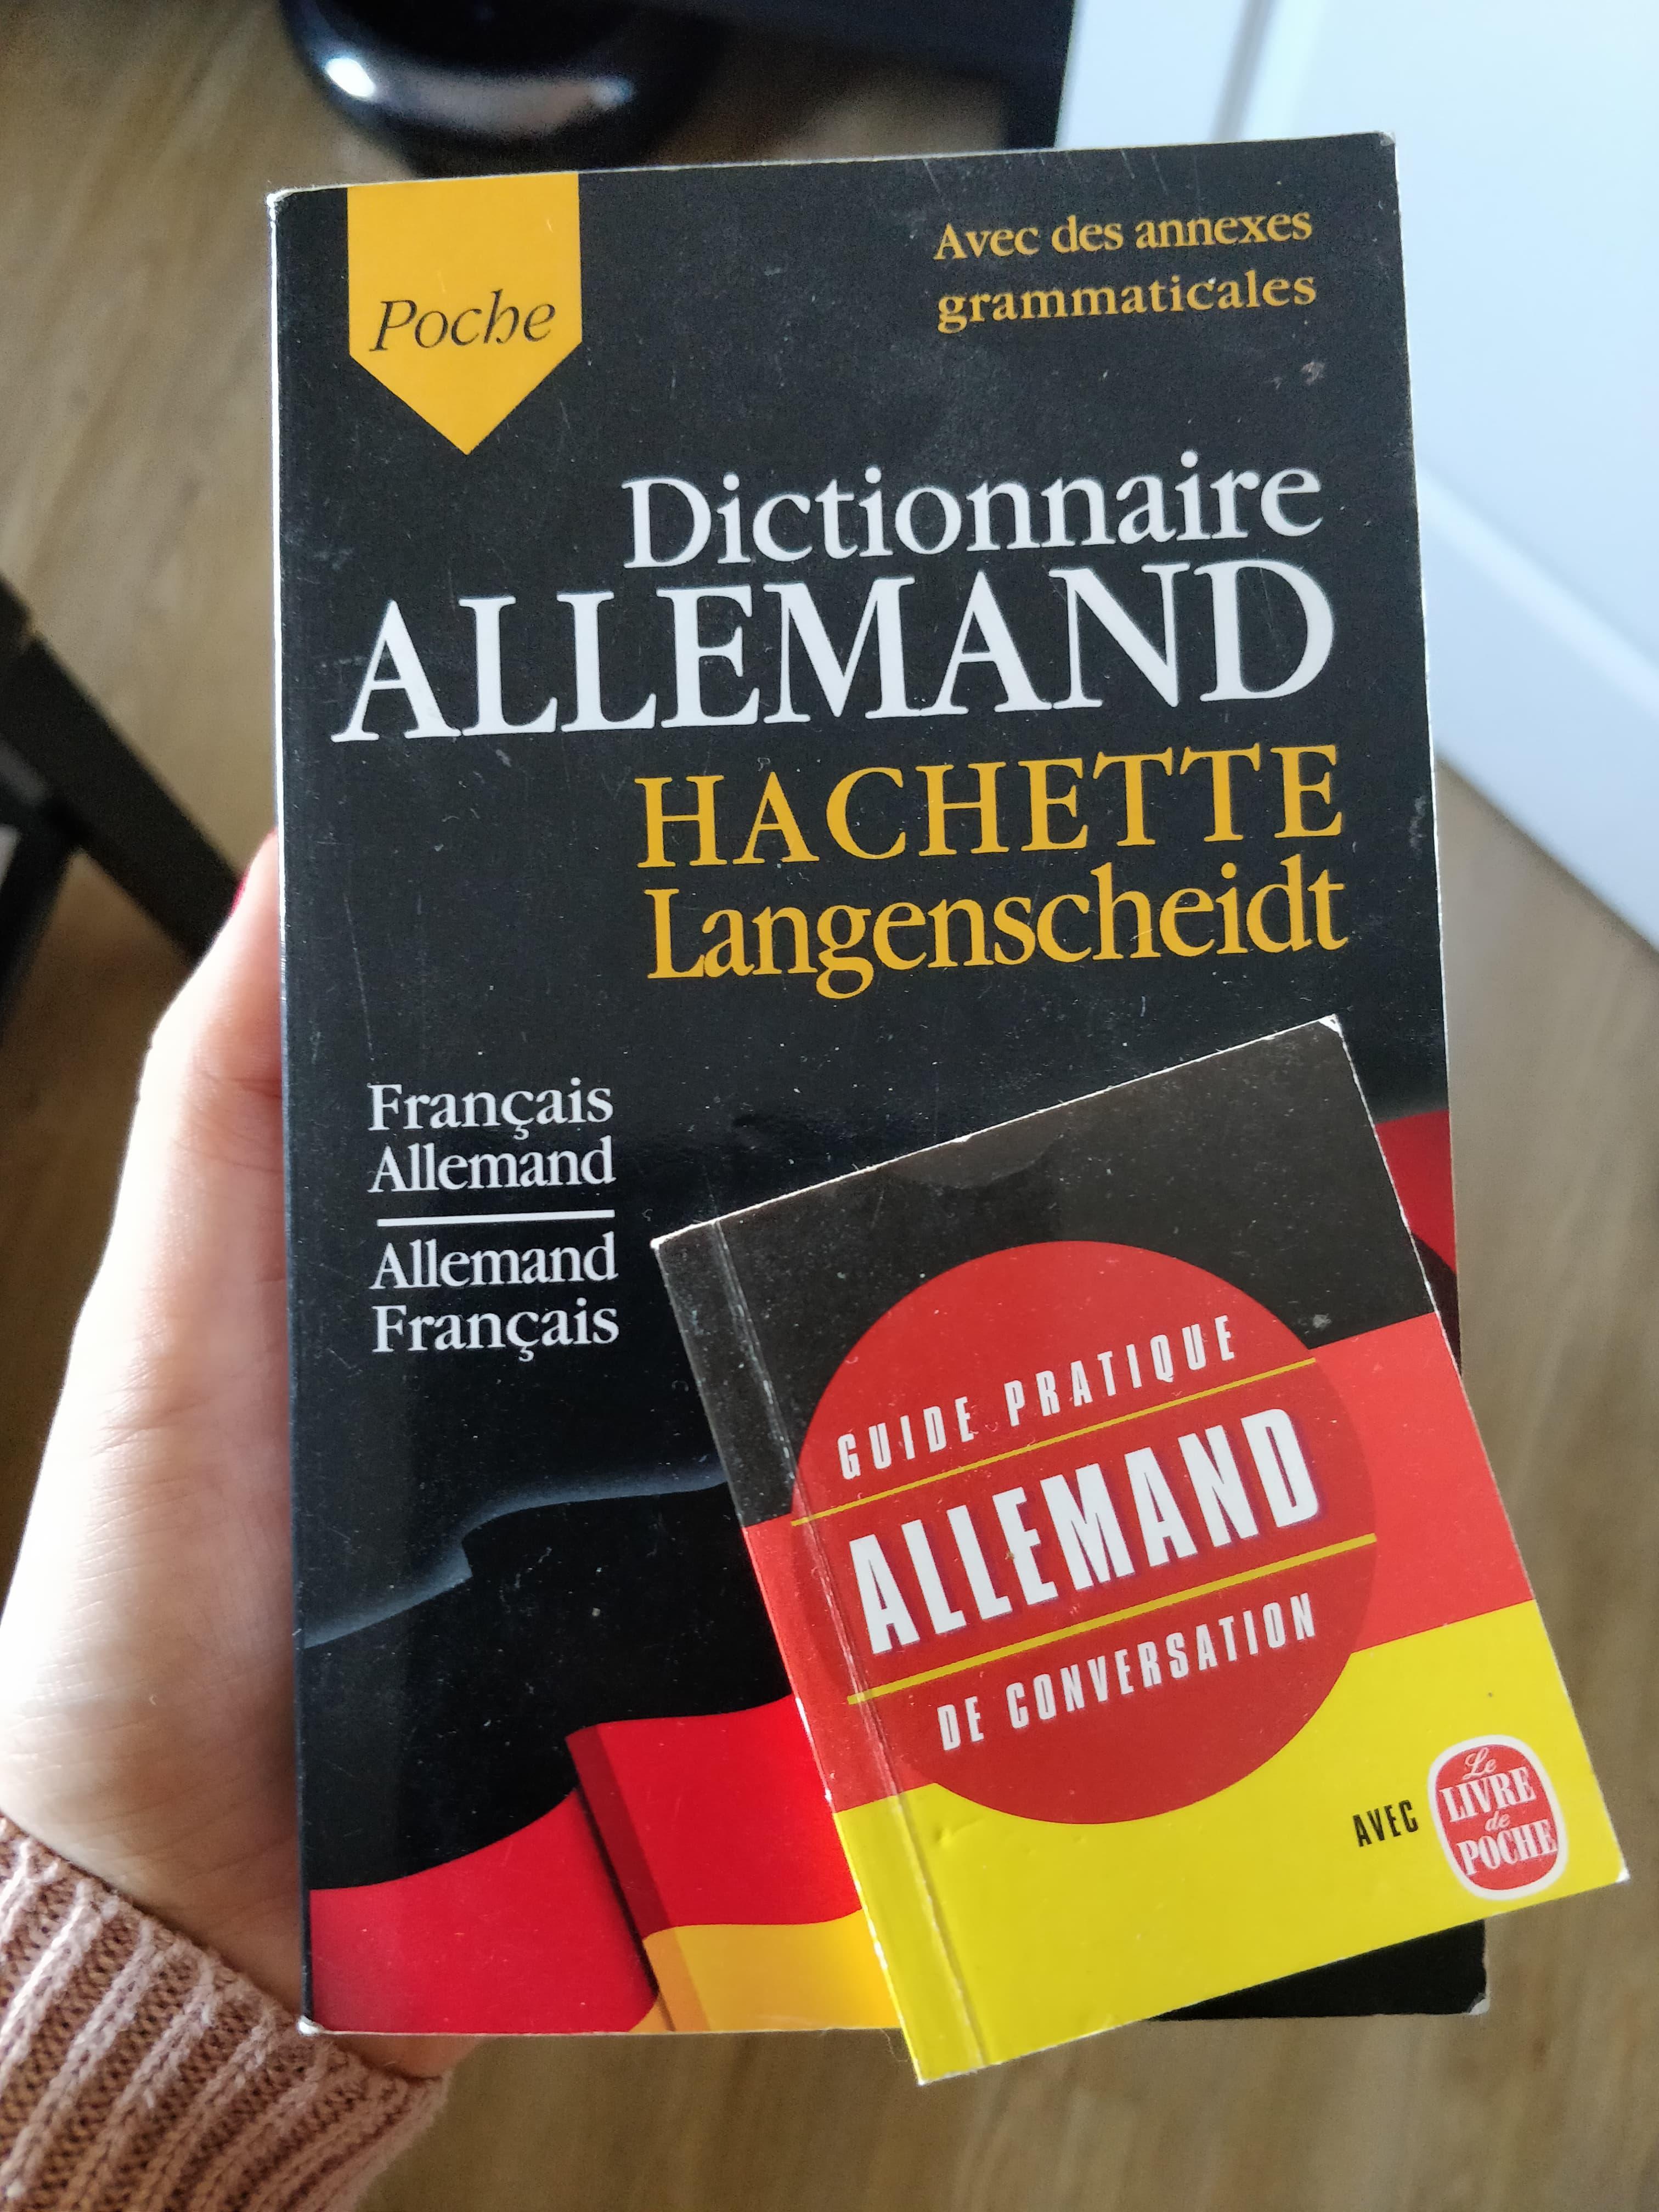 Poche
Avec des annexes
grammaticales
Dictionnaire
ALLEMAND
HACHETTE
Langenscheidt
Français
Allemand
Allemand
Français
GUIDE PRATIQUE
ALLEMAND
DE CONVERSATION
AVEC
Le
LIVRE
de
POCHE